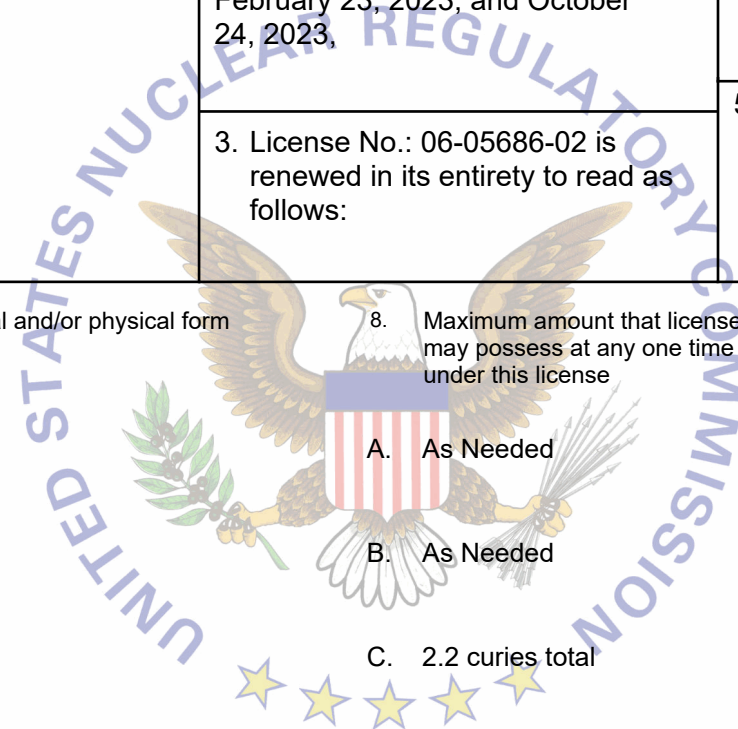 February 23, 2023, and October
24, 2023,
3. License No.: 06-05686-02 is
renewed in its entirety to read as
follows:
l and/or physical form
8. Maximum amount that license
may possess at any one time
under this license
A. As Needed
B. As Needed
C. 2.2 curies total
UNITED STATES NUCLEAR REGULATORY COMMISSION